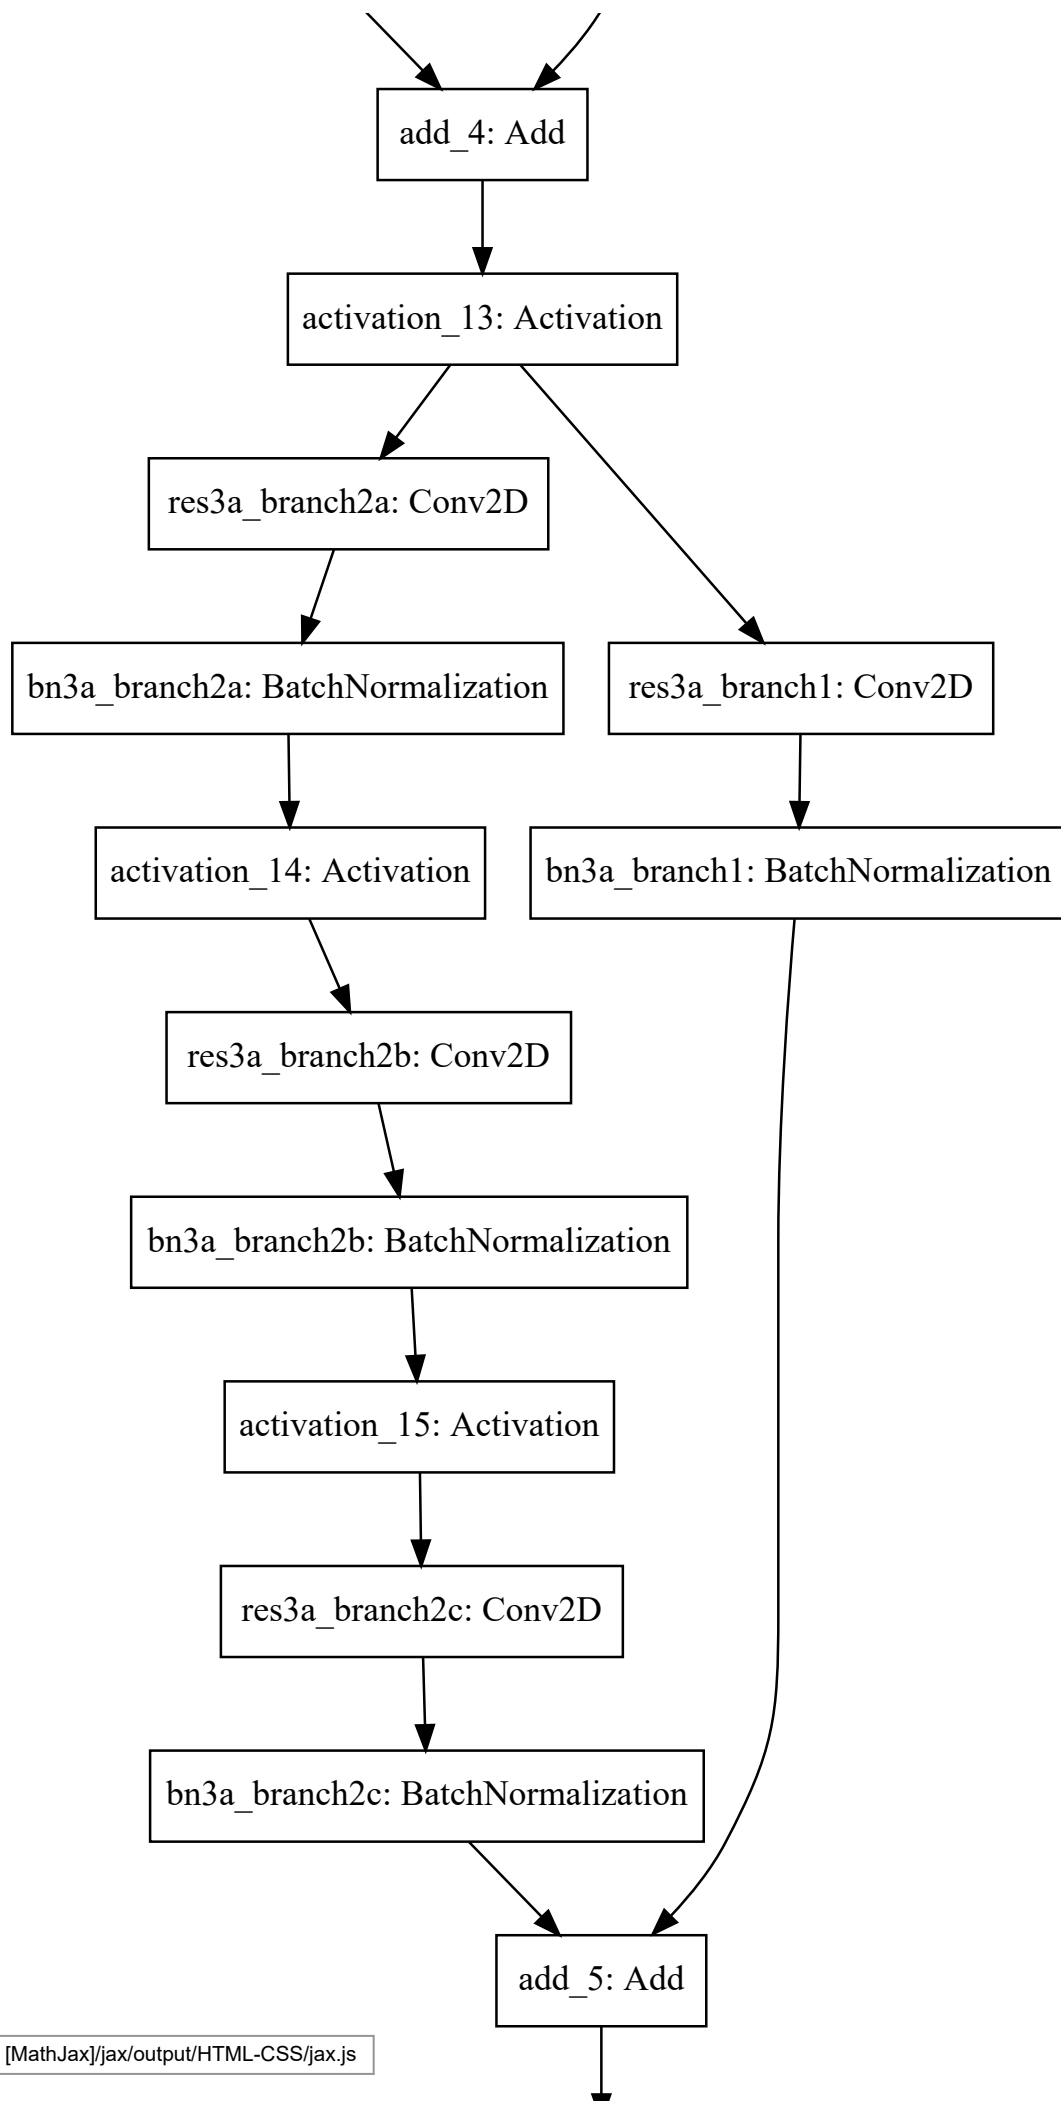 add_4: Add
activation_13: Activation
res3a_branch2a: Conv2D
bn3a_branch2a: BatchNormalization
res3a_branch1: Conv2D
activation_14: Activation
bn3a_branch1: BatchNormalization
res3a_branch2b: Conv2D
bn3a_branch2b: BatchNormalization
activation_15: Activation
res3a_branch2c: Conv2D
bn3a_branch2c: BatchNormalization
add_5: Add
[MathJax]/jax/output/HTML-CSS/jax.js